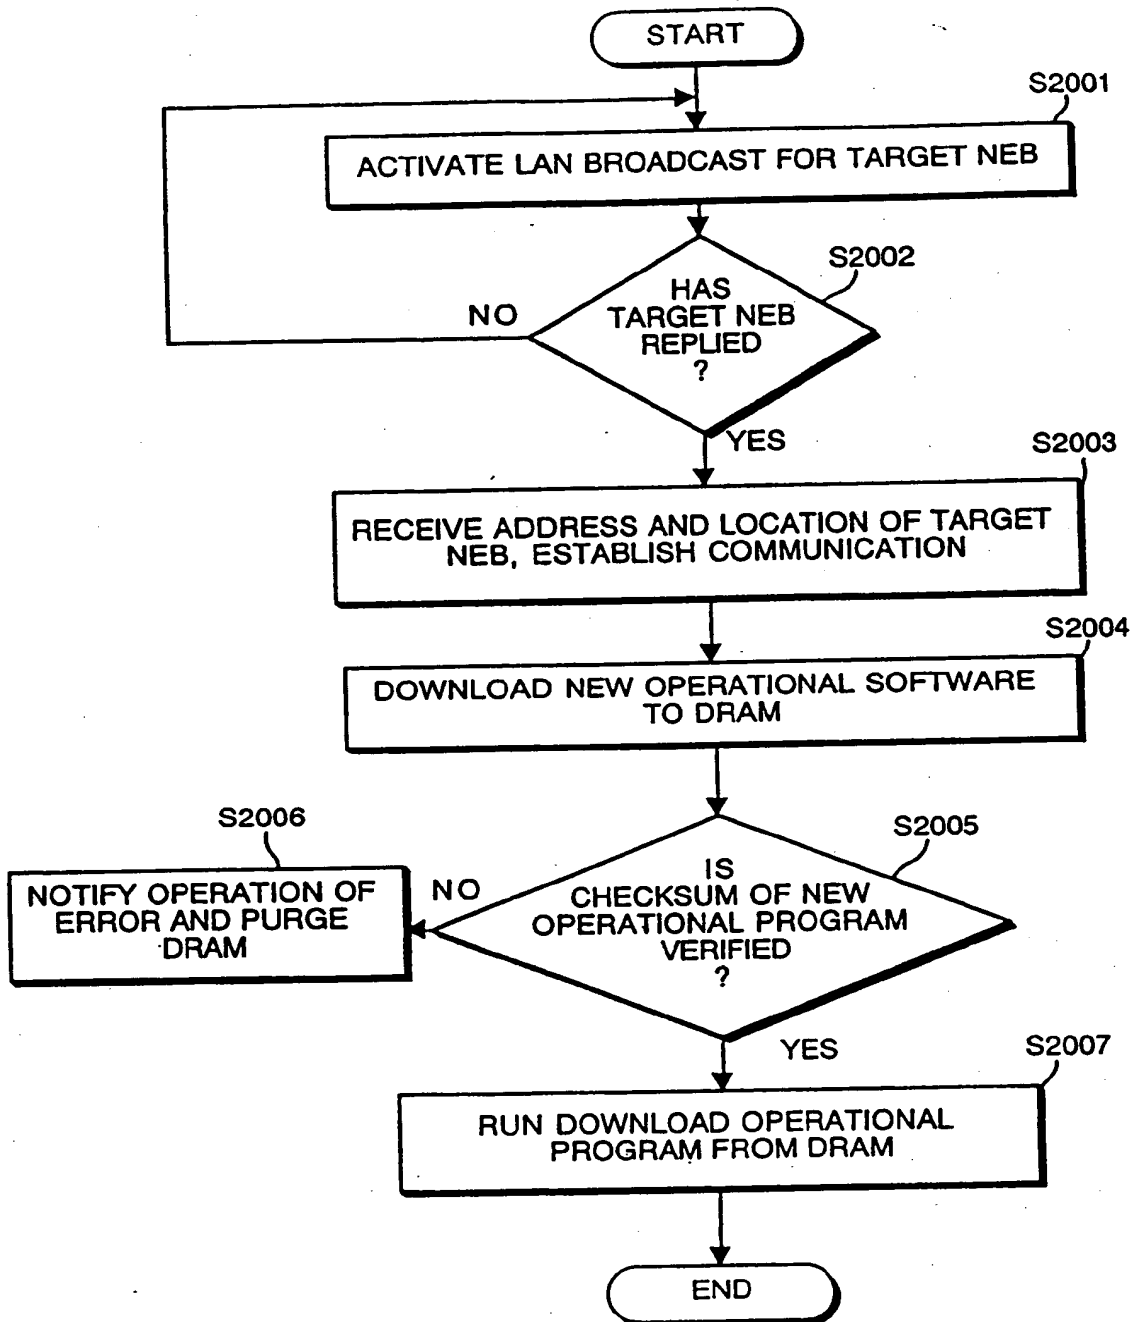 START
S2001
ACTIVATE LAN BROADCAST FOR TARGET NEB
S2002
HAS
TARGET NEB
REPLIED
?
NO
YES
S2003
RECEIVE ADDRESS AND LOCATION OF TARGET
NEB, ESTABLISH COMMUNICATION
S2004
DOWNLOAD NEW OPERATIONAL SOFTWARE
TO DRAM
S2005
IS
CHECKSUM OF NEW
OPERATIONAL PROGRAM
VERIFIED
?
NO
S2006
NOTIFY OPERATION OF
ERROR AND PURGE
DRAM
YES
S2007
RUN DOWNLOAD OPERATIONAL
PROGRAM FROM DRAM
END